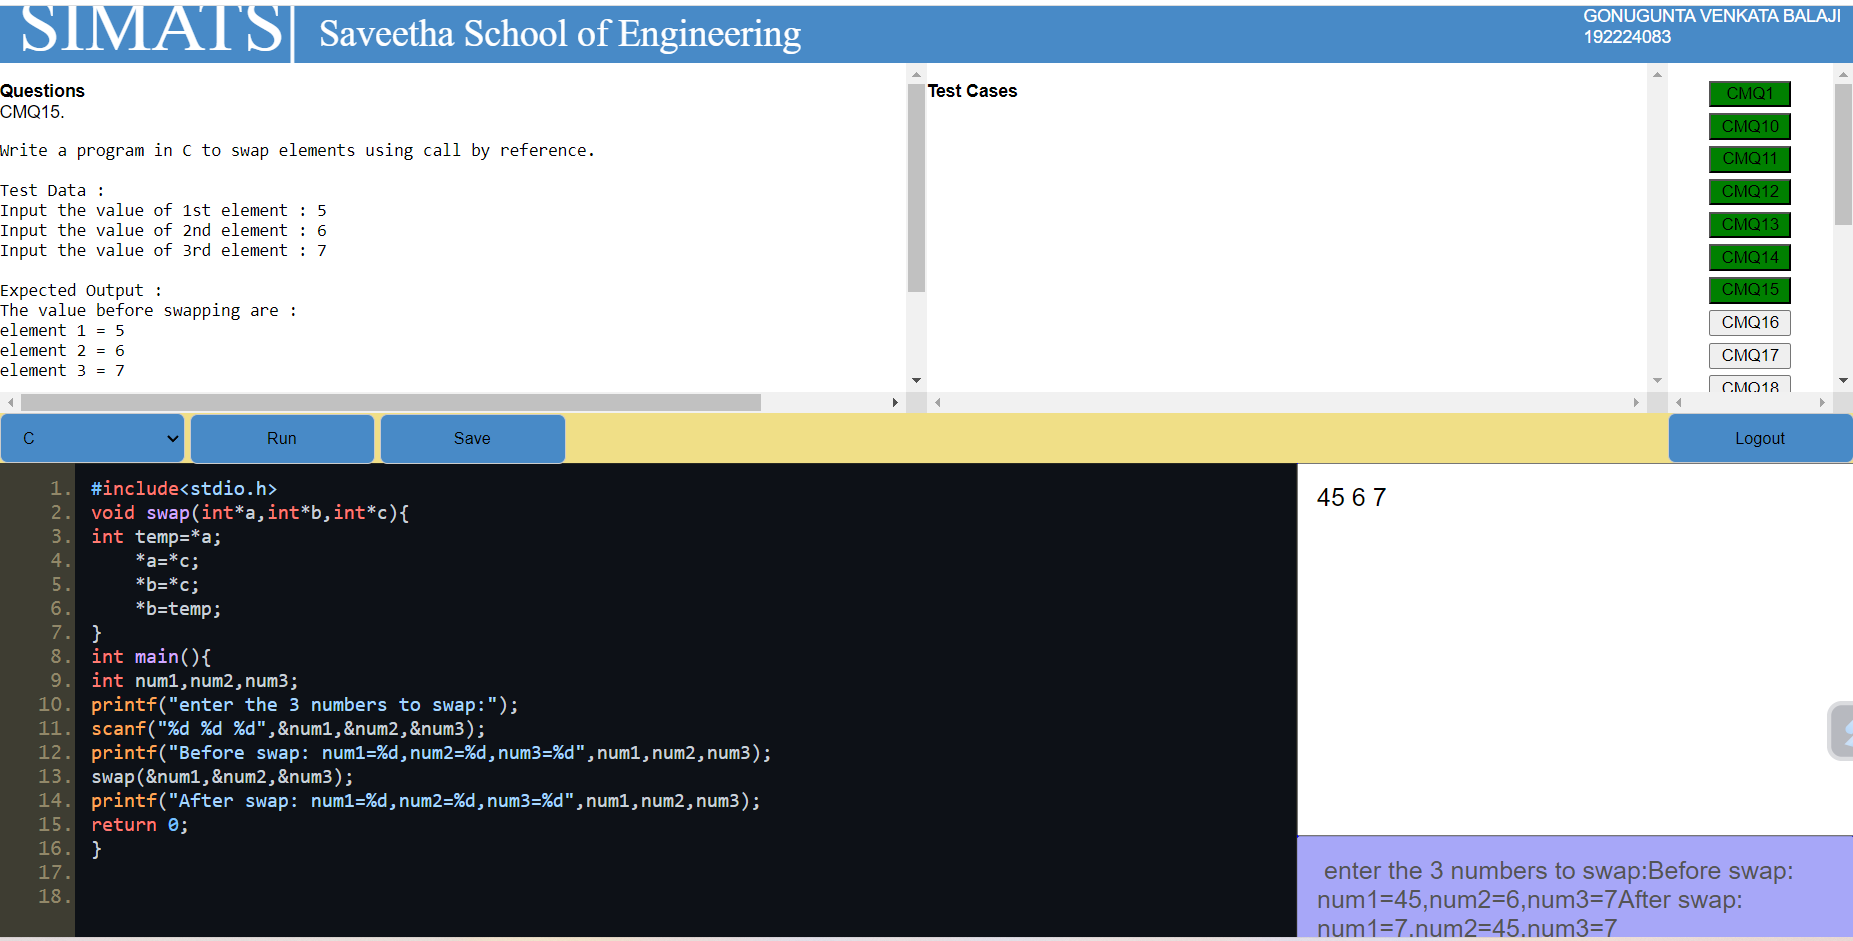 SIMATS
Saveetha School of Engineering
GONUGUNTA VENKATA BALAJI
192224083
Questions
CMQ15.
Write a program in C to swap elements using call by reference.
Test Data :
Input the value of 1st element : 5
Input the value of 2nd element : 6
Input the value of 3rd element : 7
Expected Output :
The value before swapping are :
element 1 = 5
element 2 = 6
element 3 = 7
Test Cases
CMQ1
CMQ10
CMQ11
CMQ12
CMQ13
CMQ14
CMQ15
CMQ16
CMQ17
CMQ18
C
Run
Save
Logout
1. #include<stdio.h>
2. void swap(int*a,int*b,int*c){
3. int temp=*a;
4.     *a=*c;
5.     *b=*c;
6.     *b=temp;
7. }
8. int main(){
9. int num1,num2,num3;
10. printf("enter the 3 numbers to swap:");
11. scanf("%d %d %d",&num1,&num2,&num3);
12. printf("Before swap: num1=%d,num2=%d,num3=%d",num1,num2,num3);
13. swap(&num1,&num2,&num3);
14. printf("After swap: num1=%d,num2=%d,num3=%d",num1,num2,num3);
15. return 0;
16. }
17.
18.
45 6 7
enter the 3 numbers to swap:Before swap:
num1=45,num2=6,num3=7After swap:
num1=7,num2=45,num3=7